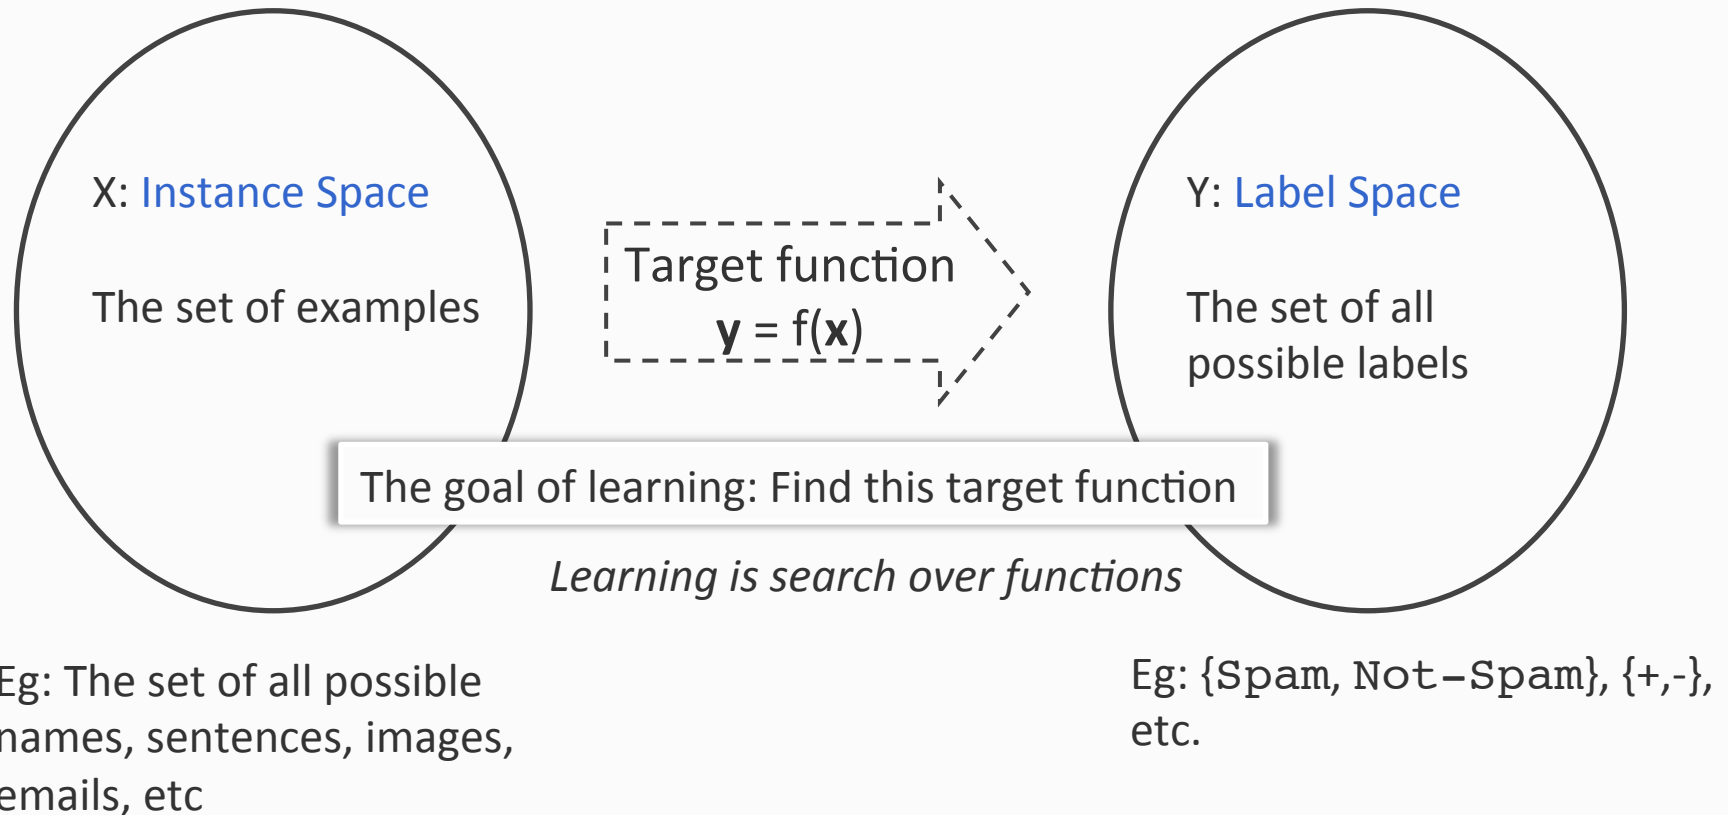 X: Instance Space
The set of examples
Target function
y = f(x)
Y: Label Space
The set of all
possible labels
The goal of learning: Find this target function
Learning is search over functions
Eg: The set of all possible
names, sentences, images,
emails, etc
Eg: {Spam, Not-Spam}, {+,-},
etc.